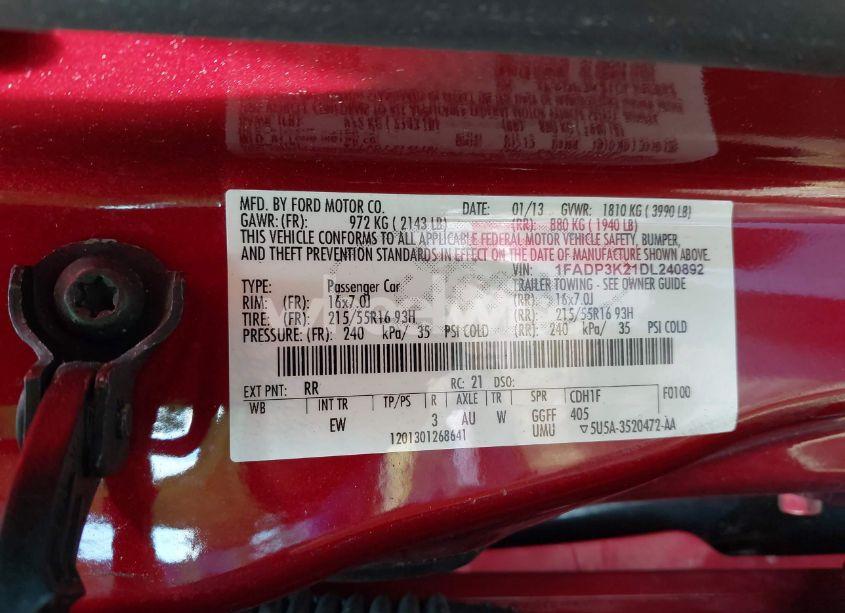 MFD. BY FORD MOTOR CO. DATE: 01/13 GVWR: 1810 KG ( 3990 LB)
GAWR: (FR): 972 KG ( 2143 LB) (RR): 880 KG ( 1940 LB)
THIS VEHICLE CONFORMS TO ALL APPLICABLE FEDERAL MOTOR VEHICLE SAFETY, BUMPER,
AND THEFT PREVENTION STANDARDS IN EFFECT ON THE DATE OF MANUFACTURE SHOWN ABOVE.
VIN: 1FADP3K21DL240892
TYPE: Passenger Car TRAILER TOWING - SEE OWNER GUIDE
RIM: (FR): 16x7.0J (RR): 16x7.0J
TIRE: (FR): 215/55R16 93H (RR): 215/55R16 93H
PRESSURE: (FR): 240 kPa/ 35 PSI COLD (RR): 240 kPa/ 35 PSI COLD
EXT PNT: RR RC: 21 DSO:
WB INT TR TP/PS R AXLE TR SPR CDH1F F0100
EW 3 AU W GGFF 405
1201301268641 UMU ▽5U5A-3520472-AA